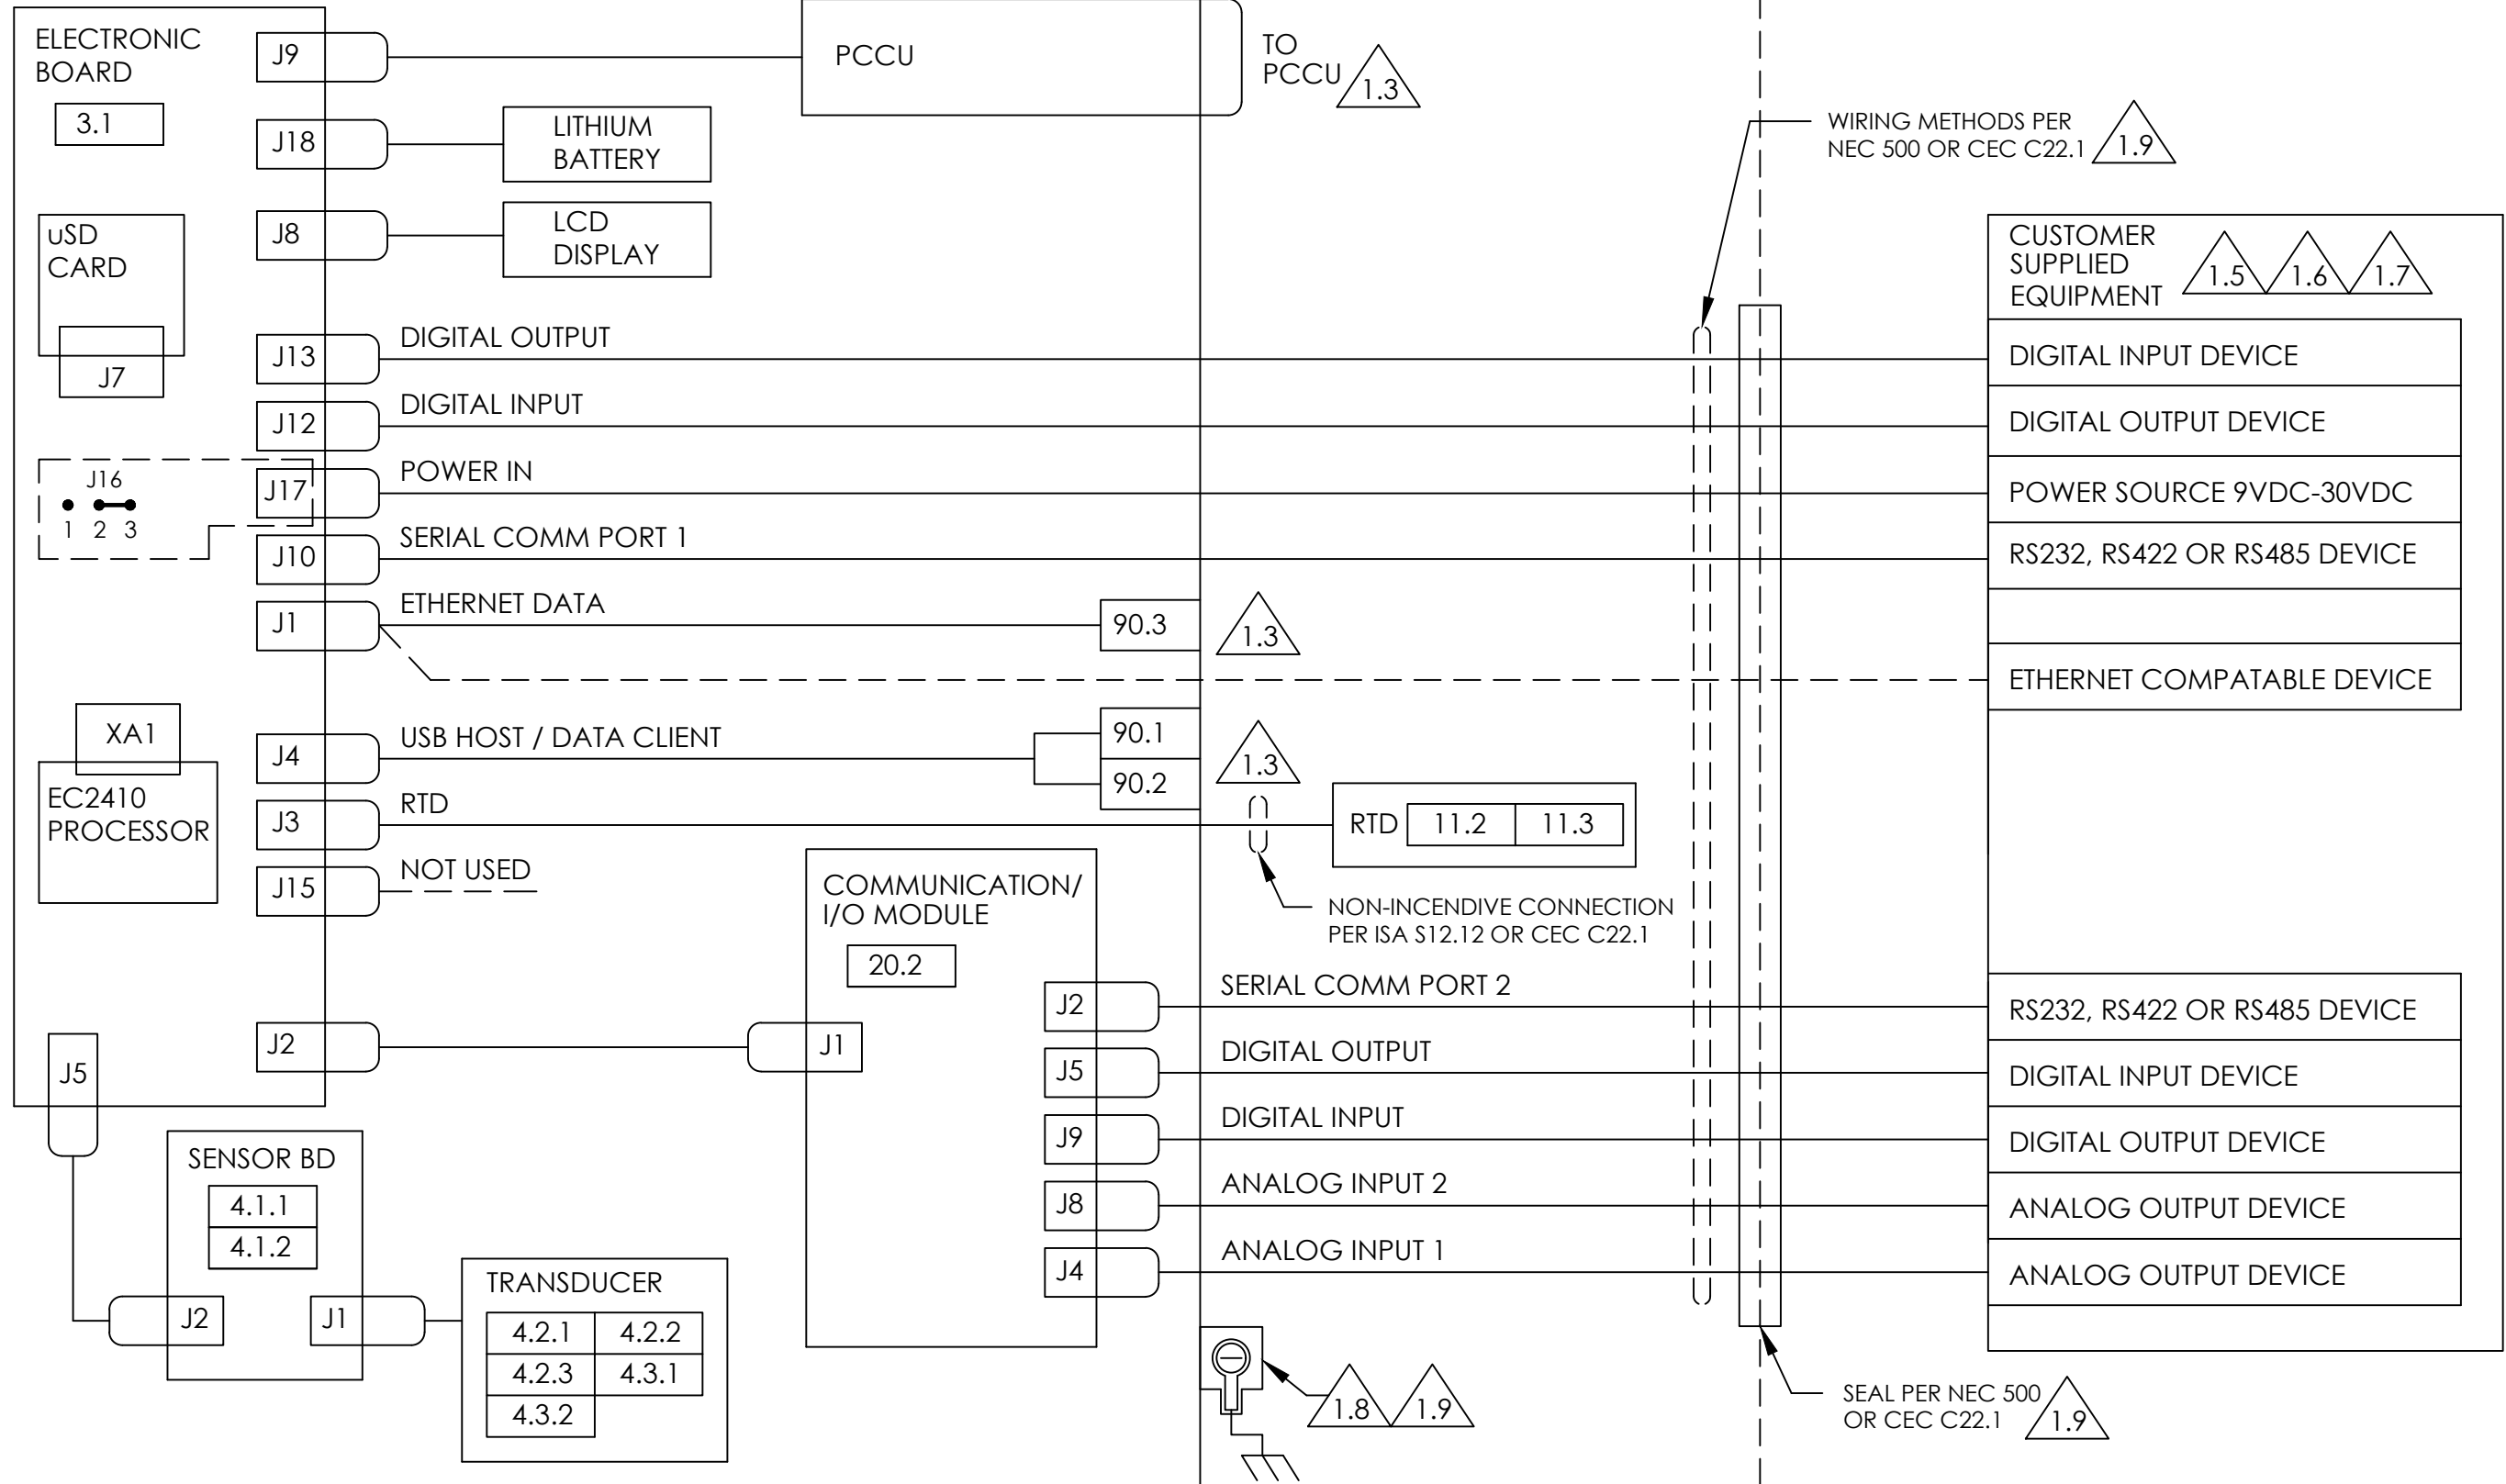 ELECTRONIC
BOARD
3.1
J9
PCCU
TO
PCCU
1.3
J18
LITHIUM
BATTERY
WIRING METHODS PER
NEC 500 OR CEC C22.1
1.9
uSD
CARD
J7
J8
LCD
DISPLAY
CUSTOMER
SUPPLIED
EQUIPMENT
1.5
1.6
1.7
J13
DIGITAL OUTPUT
DIGITAL INPUT DEVICE
J12
DIGITAL INPUT
DIGITAL OUTPUT DEVICE
J16
1 2 3
J17
POWER IN
POWER SOURCE 9VDC-30VDC
J10
SERIAL COMM PORT 1
RS232, RS422 OR RS485 DEVICE
J1
ETHERNET DATA
90.3
1.3
ETHERNET COMPATABLE DEVICE
XA1
EC2410
PROCESSOR
J4
USB HOST / DATA CLIENT
90.1
90.2
1.3
J3
RTD
RTD
11.2
11.3
J15
NOT USED
NON-INCENDIVE CONNECTION
PER ISA S12.12 OR CEC C22.1
COMMUNICATION/
I/O MODULE
20.2
J2
SERIAL COMM PORT 2
RS232, RS422 OR RS485 DEVICE
J5
J2
J1
J5
DIGITAL OUTPUT
DIGITAL INPUT DEVICE
J9
DIGITAL INPUT
DIGITAL OUTPUT DEVICE
SENSOR BD
4.1.1
4.1.2
J8
ANALOG INPUT 2
ANALOG OUTPUT DEVICE
J4
ANALOG INPUT 1
ANALOG OUTPUT DEVICE
J2
J1
TRANSDUCER
4.2.1
4.2.2
4.2.3
4.3.1
4.3.2
1.8
1.9
SEAL PER NEC 500
OR CEC C22.1
1.9